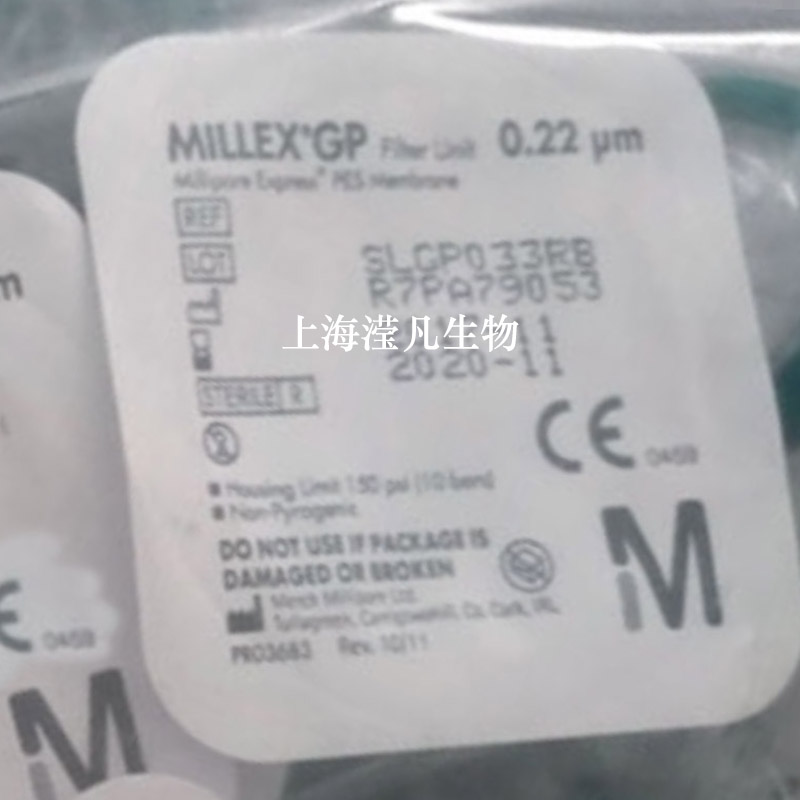 MILLEX®GP Filter Unit 0.22 µm
Millipore Express® PES Membrane
REF
LOT
SLGP033RB
R7PA79053
上海滢凡生物
11
2020-11
STERILE R
CE 0459
Housing Limit 150 psi (10 bars)
Non-Pyrogenic
DO NOT USE IF PACKAGE IS
DAMAGED OR BROKEN
Merck Millipore Ltd.
Tullagreen, Carrigtwohill, Co. Cork, IRL
PR03683 Rev. 10/11
M
m
CE 0459
M